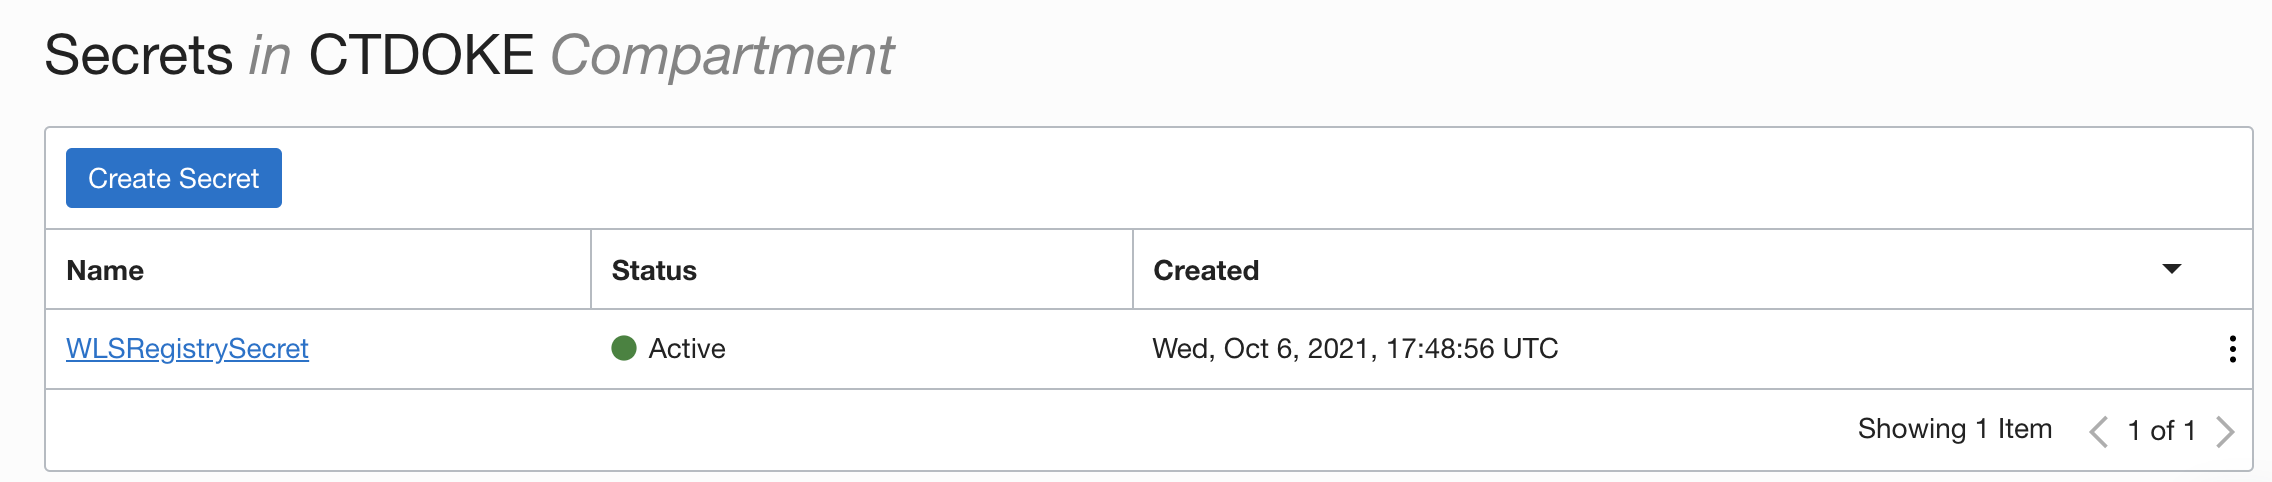 Secrets in CTDOKE Compartment
Create Secret
Name Status Created
WLSRegistrySecret Active Wed, Oct 6, 2021, 17:48:56 UTC
Showing 1 Item 1 of 1